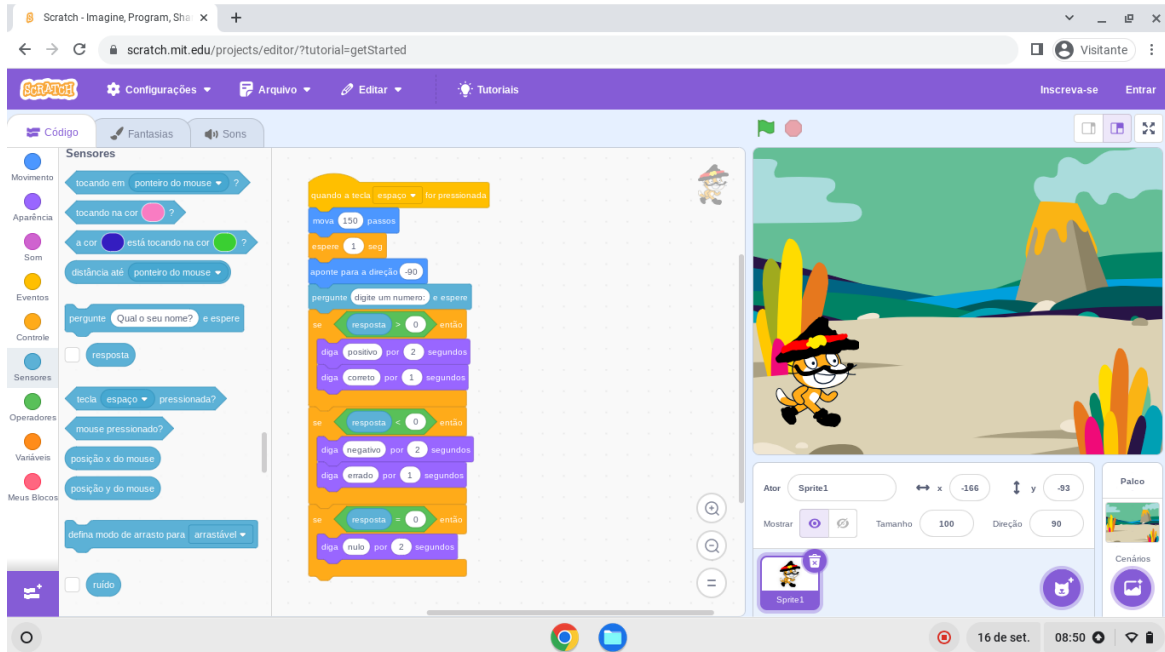 Scratch - Imagine, Program, Sha
scratch.mit.edu/projects/editor/?tutorial=getStarted
Visitante
SCRATCH
Configurações
Arquivo
Editar
Tutoriais
Inscreva-se
Entrar
Código
Fantasias
Sons
Movimento
Aparência
Som
Eventos
Controle
Sensores
Operadores
Variáveis
Meus Blocos
Sensores
tocando em ponteiro do mouse ?
tocando na cor ?
a cor está tocando na cor ?
distância até ponteiro do mouse
pergunte Qual o seu nome? e espere
resposta
tecla espaço pressionada?
mouse pressionado?
posição x do mouse
posição y do mouse
defina modo de arrasto para arrastável
ruído
quando a tecla espaço for pressionada
mova 150 passos
espere 1 seg
aponte para a direção -90
pergunte digite um numero: e espere
se resposta > 0 então
diga positivo por 2 segundos
diga correto por 1 segundos
se resposta < 0 então
diga negativo por 2 segundos
diga errado por 1 segundos
se resposta = 0 então
diga nulo por 2 segundos
Ator Sprite1 x -166 y -93
Mostrar Tamanho 100 Direção 90
Sprite1
Palco
Cenários
16 de set. 08:50